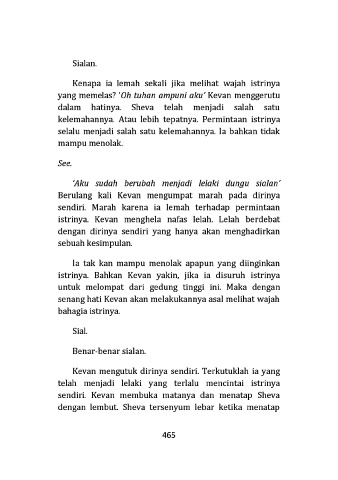 Sialan.
Kenapa ia lemah sekali jika melihat wajah istrinya
yang memelas? 'Oh tuhan ampuni aku' Kevan menggerutu
dalam hatinya. Sheva telah menjadi salah satu
kelemahannya. Atau lebih tepatnya. Permintaan istrinya
selalu menjadi salah satu kelemahannya. Ia bahkan tidak
mampu menolak.
See.
'Aku sudah berubah menjadi lelaki dungu sialan'
Berulang kali Kevan mengumpat marah pada dirinya
sendiri. Marah karena ia lemah terhadap permintaan
istrinya. Kevan menghela nafas lelah. Lelah berdebat
dengan dirinya sendiri yang hanya akan menghadirkan
sebuah kesimpulan.
Ia tak kan mampu menolak apapun yang diinginkan
istrinya. Bahkan Kevan yakin, jika ia disuruh istrinya
untuk melompat dari gedung tinggi ini. Maka dengan
senang hati Kevan akan melakukannya asal melihat wajah
bahagia istrinya.
Sial.
Benar-benar sialan.
Kevan mengutuk dirinya sendiri. Terkutuklah ia yang
telah menjadi lelaki yang terlalu mencintai istrinya
sendiri. Kevan membuka matanya dan menatap Sheva
dengan lembut. Sheva tersenyum lebar ketika menatap
465